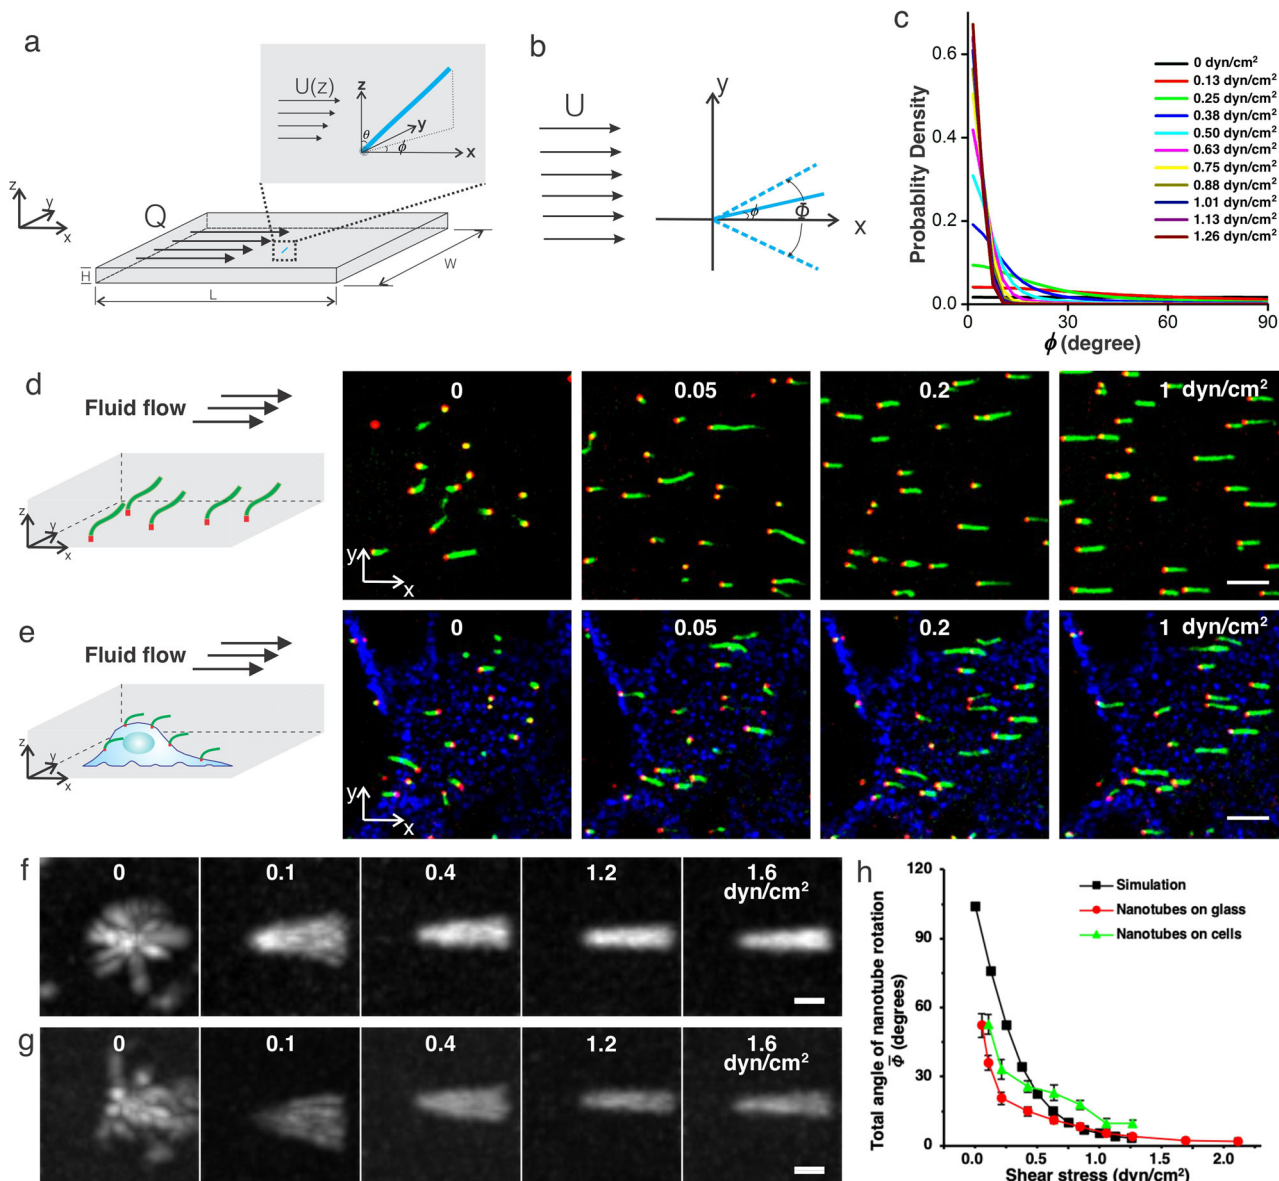 a
U(z)
z
θ
y
ϕ
x
z
y
x
Q
H
L
W
b
U
y
ϕ
Φ
x
c
Probablity Density
0.6
0.4
0.2
0.0
0
30
60
90
ϕ (degree)
0 dyn/cm²
0.13 dyn/cm²
0.25 dyn/cm²
0.38 dyn/cm²
0.50 dyn/cm²
0.63 dyn/cm²
0.75 dyn/cm²
0.88 dyn/cm²
1.01 dyn/cm²
1.13 dyn/cm²
1.26 dyn/cm²
d
Fluid flow
z
y
x
0
0.05
0.2
1 dyn/cm²
y
x
e
Fluid flow
z
y
x
0
0.05
0.2
1 dyn/cm²
y
x
f
0
0.1
0.4
1.2
1.6
dyn/cm²
g
0
0.1
0.4
1.2
1.6
dyn/cm²
h
Total angle of nanotube rotation
Φ̄ (degrees)
120
90
60
30
0
0.0
0.5
1.0
1.5
2.0
Shear stress (dyn/cm²)
Simulation
Nanotubes on glass
Nanotubes on cells